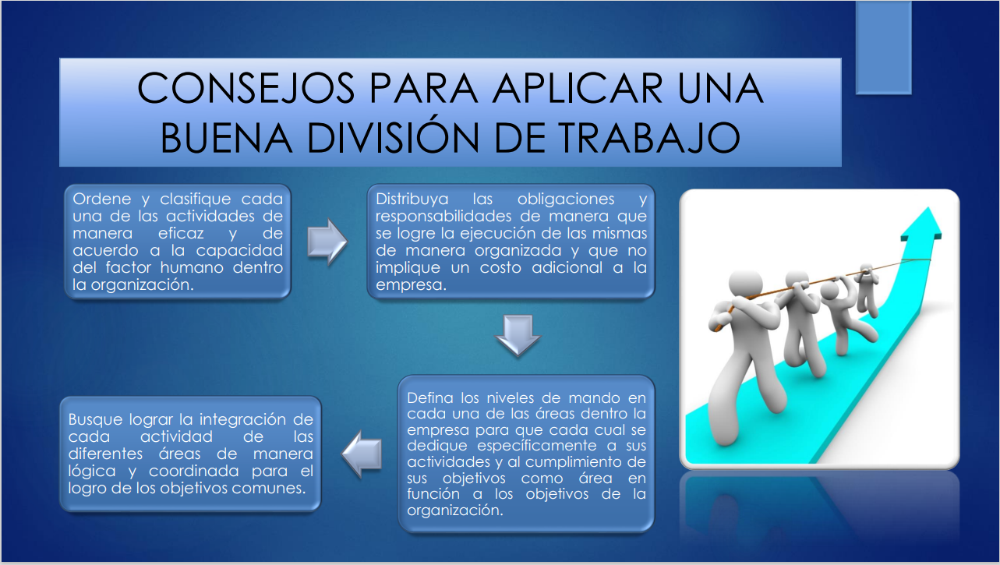 CONSEJOS PARA APLICAR UNA
BUENA DIVISIÓN DE TRABAJO
Ordene y clasifique cada
una de las actividades de
manera eficaz y de
acuerdo a la capacidad
del factor humano dentro
la organización.
Distribuya las obligaciones y
responsabilidades de manera que
se logre la ejecución de las mismas
de manera organizada y que no
implique un costo adicional a la
empresa.
Defina los niveles de mando en
cada una de las áreas dentro la
empresa para que cada cual se
dedique específicamente a sus
actividades y al cumplimiento de
sus objetivos como área en
función a los objetivos de la
organización.
Busque lograr la integración de
cada actividad de las
diferentes áreas de manera
lógica y coordinada para el
logro de los objetivos comunes.